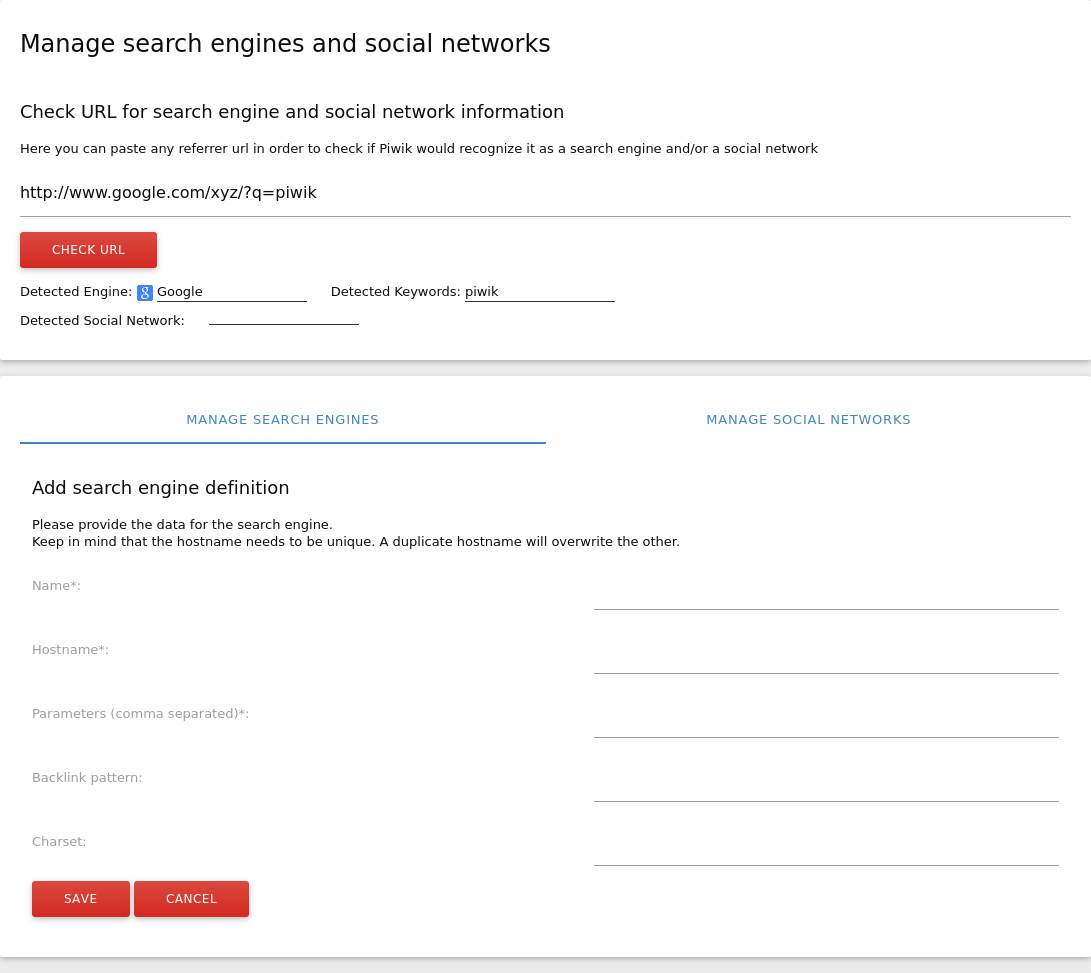 Manage search engines and social networks
Check URL for search engine and social network information
Here you can paste any referrer url in order to check if Piwik would recognize it as a search engine and/or a social network
http://www.google.com/xyz/?q=piwik
CHECK URL
Detected Engine: g Google Detected Keywords: piwik
Detected Social Network:
MANAGE SEARCH ENGINES MANAGE SOCIAL NETWORKS
Add search engine definition
Please provide the data for the search engine.
Keep in mind that the hostname needs to be unique. A duplicate hostname will overwrite the other.
Name*:
Hostname*:
Parameters (comma separated)*:
Backlink pattern:
Charset:
SAVE CANCEL